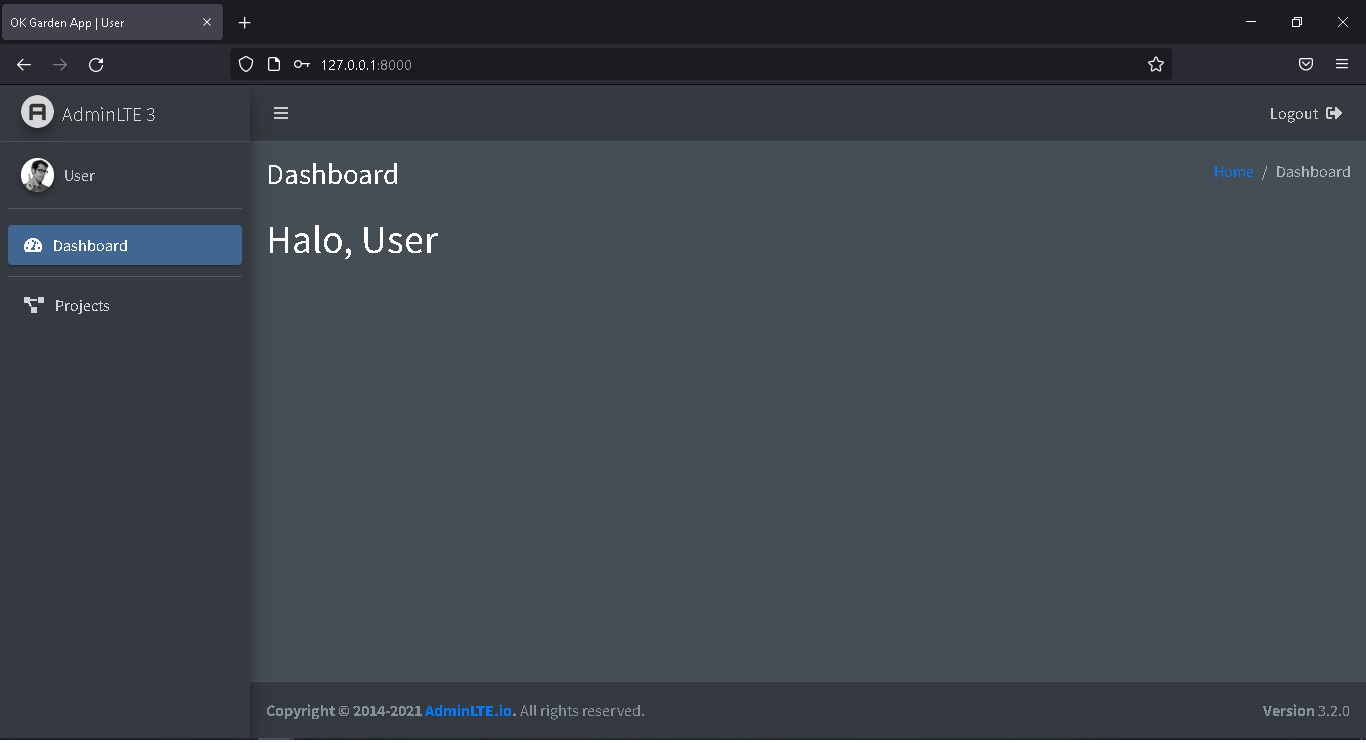 OK Garden App | User
127.0.0.1:8000
AdminLTE 3
Logout
User
Dashboard
Home / Dashboard
Dashboard
Halo, User
Projects
Copyright © 2014-2021 AdminLTE.io. All rights reserved.
Version 3.2.0